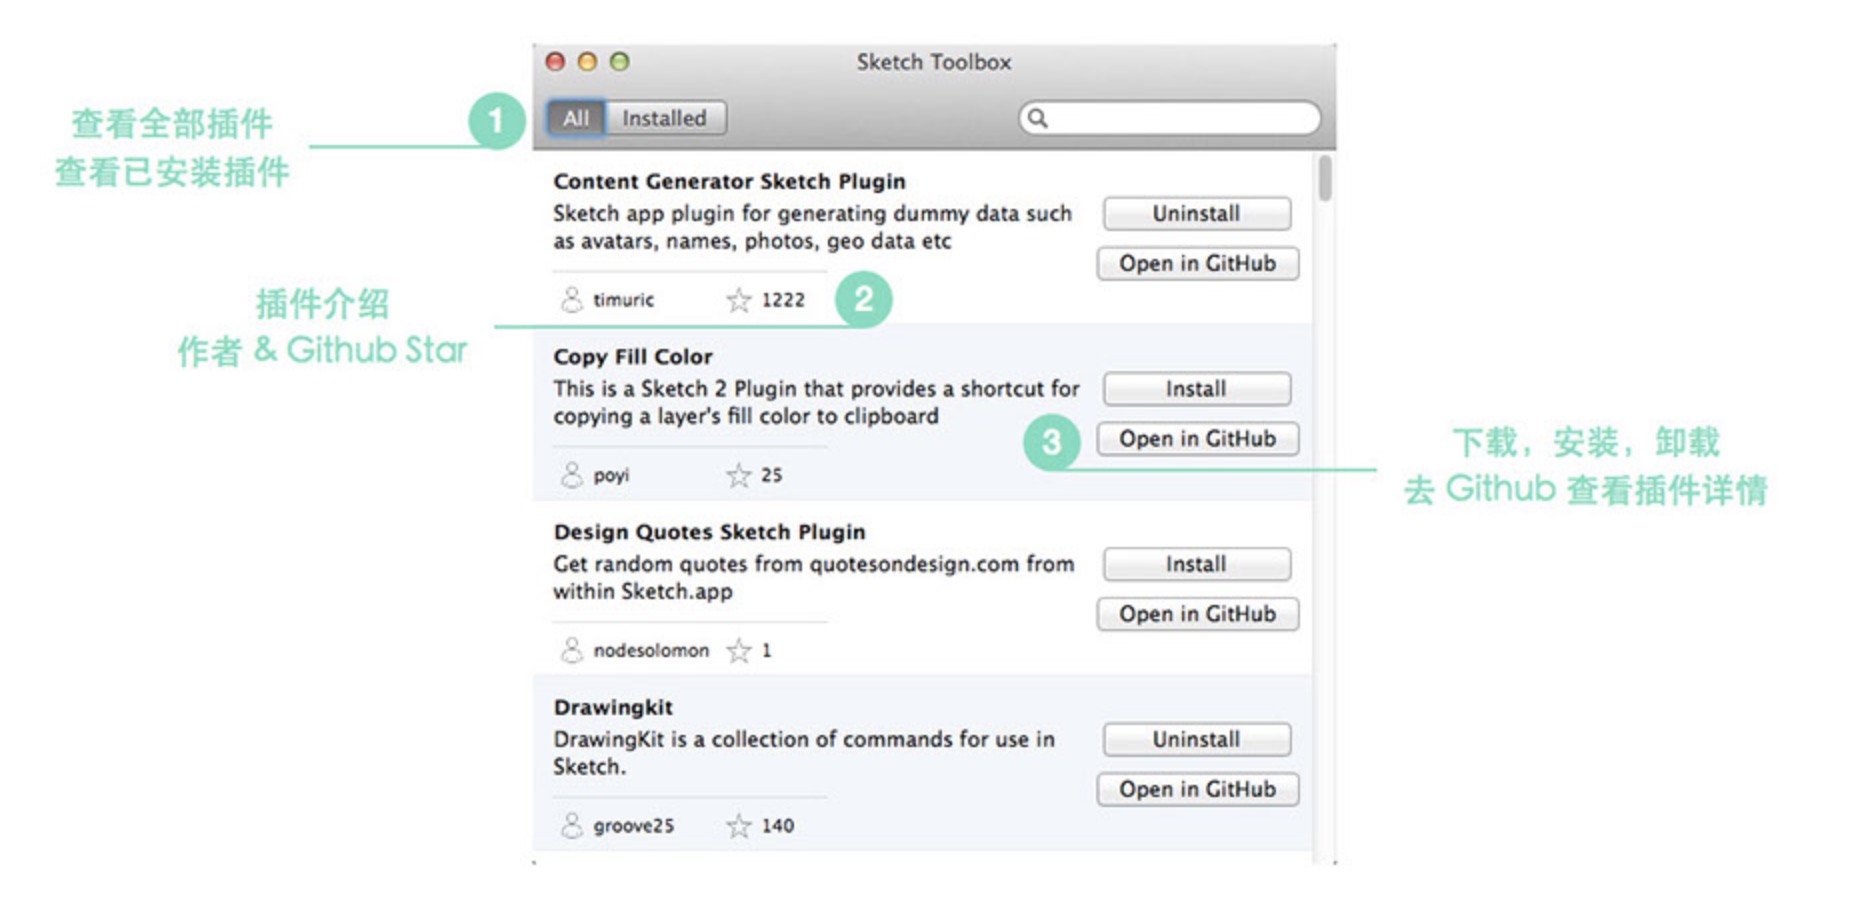 Sketch Toolbox
查看全部插件
查看已安装插件
1
All Installed
Content Generator Sketch Plugin
Sketch app plugin for generating dummy data such
as avatars, names, photos, geo data etc
Uninstall
Open in GitHub
timuric 1222
2
插件介绍
作者 & Github Star
Copy Fill Color
This is a Sketch 2 Plugin that provides a shortcut for
copying a layer's fill color to clipboard
Install
Open in GitHub
poyi 25
3
下载，安装，卸载
去 Github 查看插件详情
Design Quotes Sketch Plugin
Get random quotes from quotesondesign.com from
within Sketch.app
Install
Open in GitHub
nodesolomon 1
Drawingkit
DrawingKit is a collection of commands for use in
Sketch.
Uninstall
Open in GitHub
groove25 140